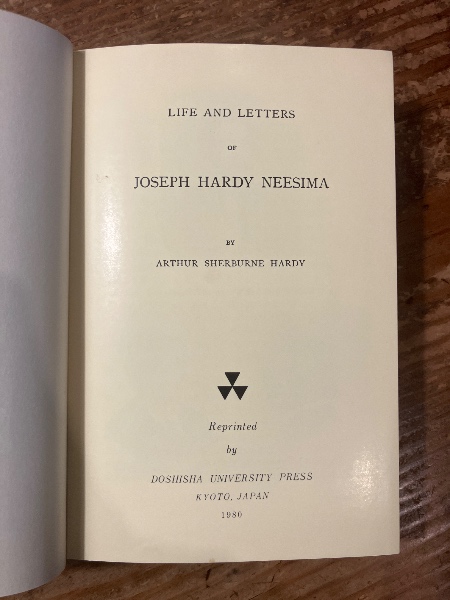 LIFE AND LETTERS
OF
JOSEPH HARDY NEESIMA
BY
ARTHUR SHERBURNE HARDY
Reprinted
by
DOSHISHA UNIVERSITY PRESS
KYOTO, JAPAN
1980